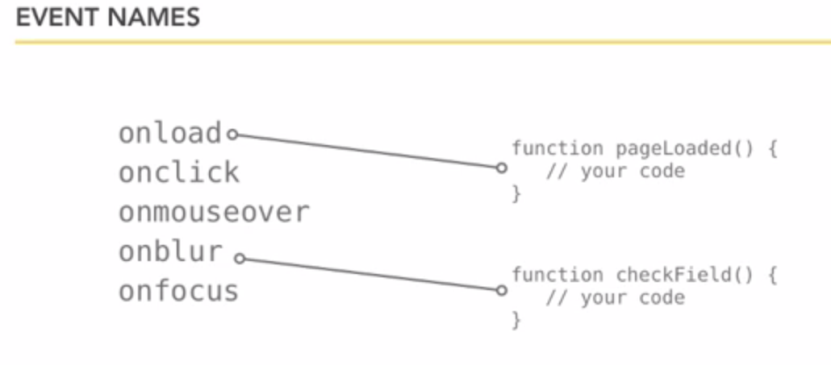 EVENT NAMES
onload
onclick
onmouseover
onblur
onfocus
function pageLoaded() {
// your code
}
function checkField() {
// your code
}